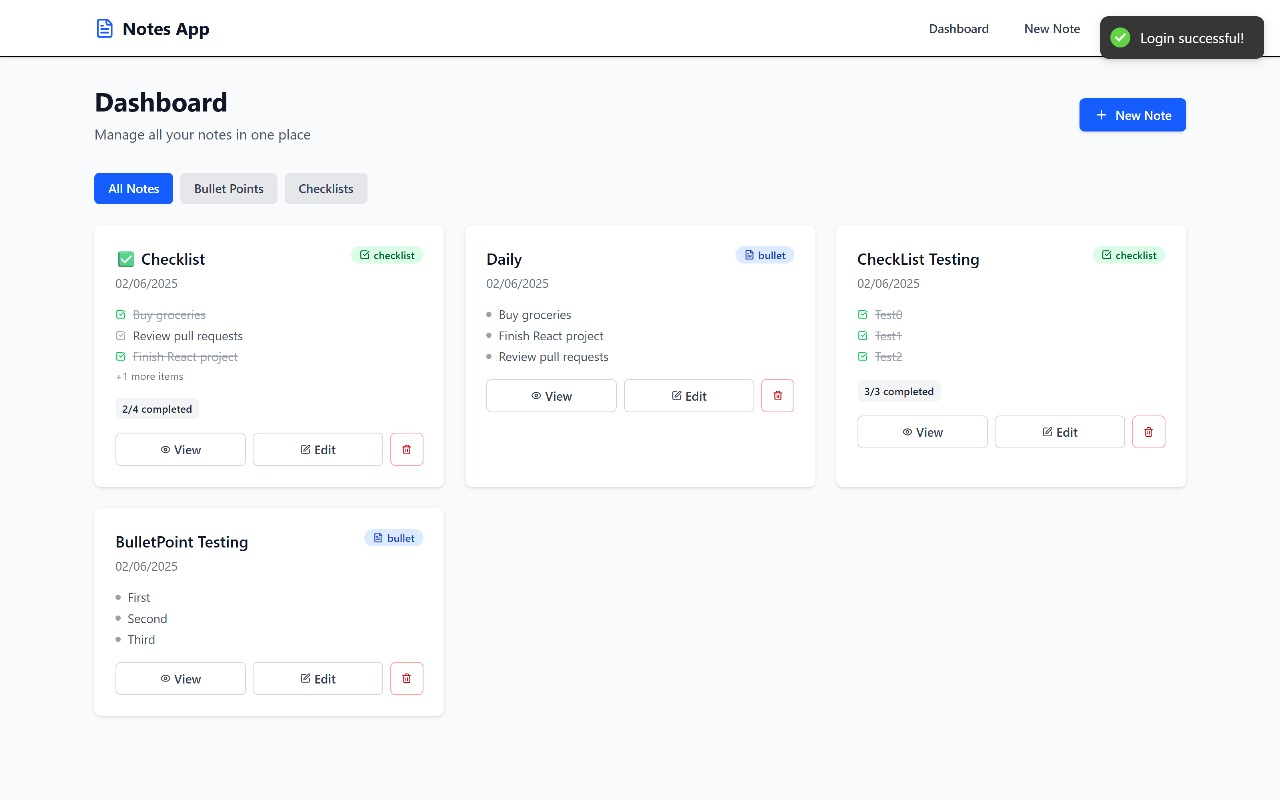 Notes App
Dashboard
New Note
Login successful!
Dashboard
Manage all your notes in one place
New Note
All Notes
Bullet Points
Checklists
✅ Checklist
checklist
02/06/2025
Buy groceries
Review pull requests
Finish React project
+1 more items
2/4 completed
View
Edit
Daily
bullet
02/06/2025
Buy groceries
Finish React project
Review pull requests
View
Edit
CheckList Testing
checklist
02/06/2025
Test0
Test1
Test2
3/3 completed
View
Edit
BulletPoint Testing
bullet
02/06/2025
First
Second
Third
View
Edit